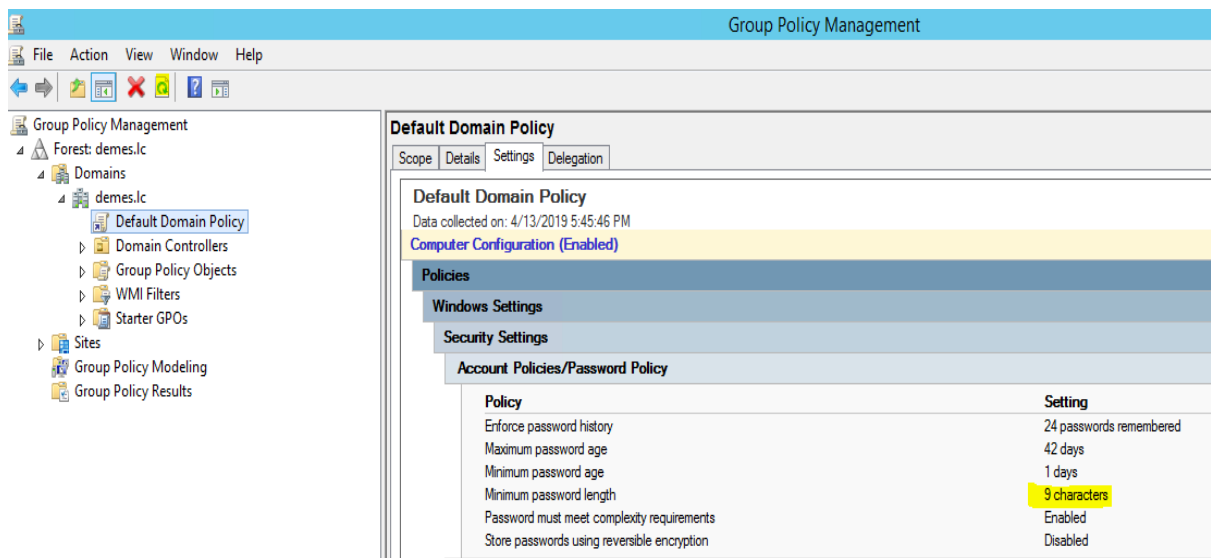 Group Policy Management
File Action View Window Help
Group Policy Management
Forest: demes.lc
Domains
demes.lc
Default Domain Policy
Domain Controllers
Group Policy Objects
WMI Filters
Starter GPOs
Sites
Group Policy Modeling
Group Policy Results
Default Domain Policy
Scope Details Settings Delegation
Default Domain Policy
Data collected on: 4/13/2019 5:45:46 PM
Computer Configuration (Enabled)
Policies
Windows Settings
Security Settings
Account Policies/Password Policy
Policy Setting
Enforce password history 24 passwords remembered
Maximum password age 42 days
Minimum password age 1 days
Minimum password length 9 characters
Password must meet complexity requirements Enabled
Store passwords using reversible encryption Disabled